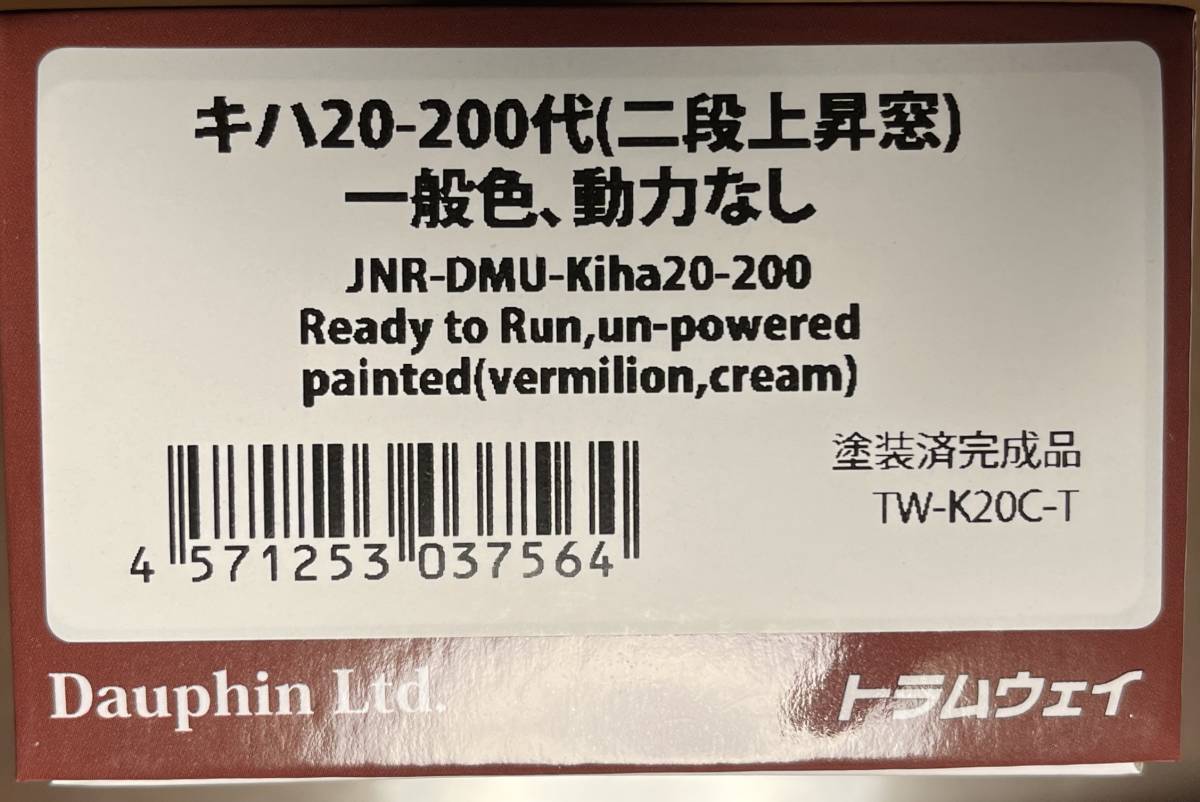 キハ20-200代(二段上昇窓)
一般色、動力なし
JNR-DMU-Kiha20-200
Ready to Run,un-powered
painted(vermilion,cream)
塗装済完成品
TW-K20C-T
4 571253 037564
Dauphin Ltd.
トラムウェイ